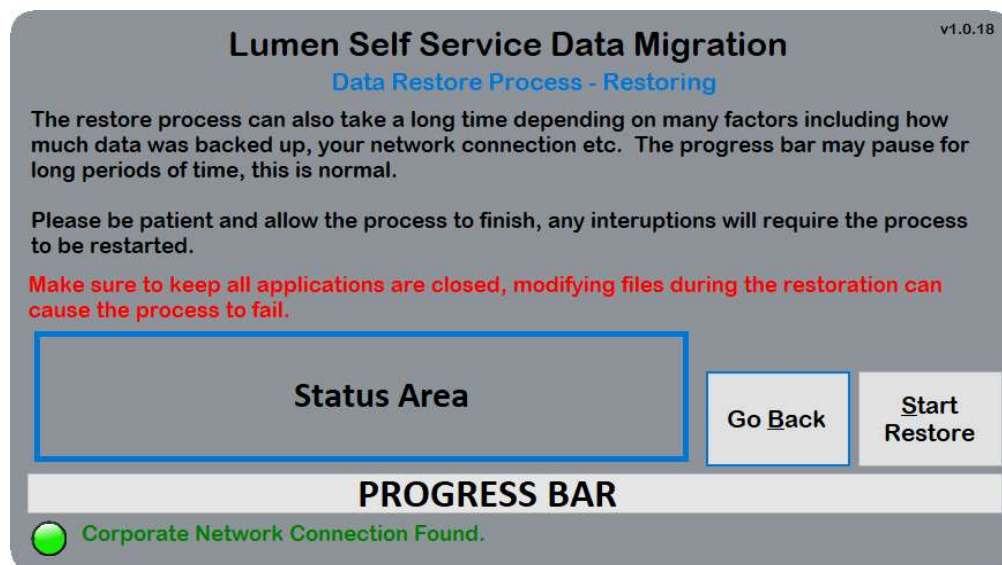 v1.0.18
Lumen Self Service Data Migration
Data Restore Process - Restoring
The restore process can also take a long time depending on many factors including how
much data was backed up, your network connection etc.  The progress bar may pause for
long periods of time, this is normal.
Please be patient and allow the process to finish, any interuptions will require the process
to be restarted.
Make sure to keep all applications are closed, modifying files during the restoration can
cause the process to fail.
Status Area
Go Back
Start
Restore
PROGRESS BAR
Corporate Network Connection Found.